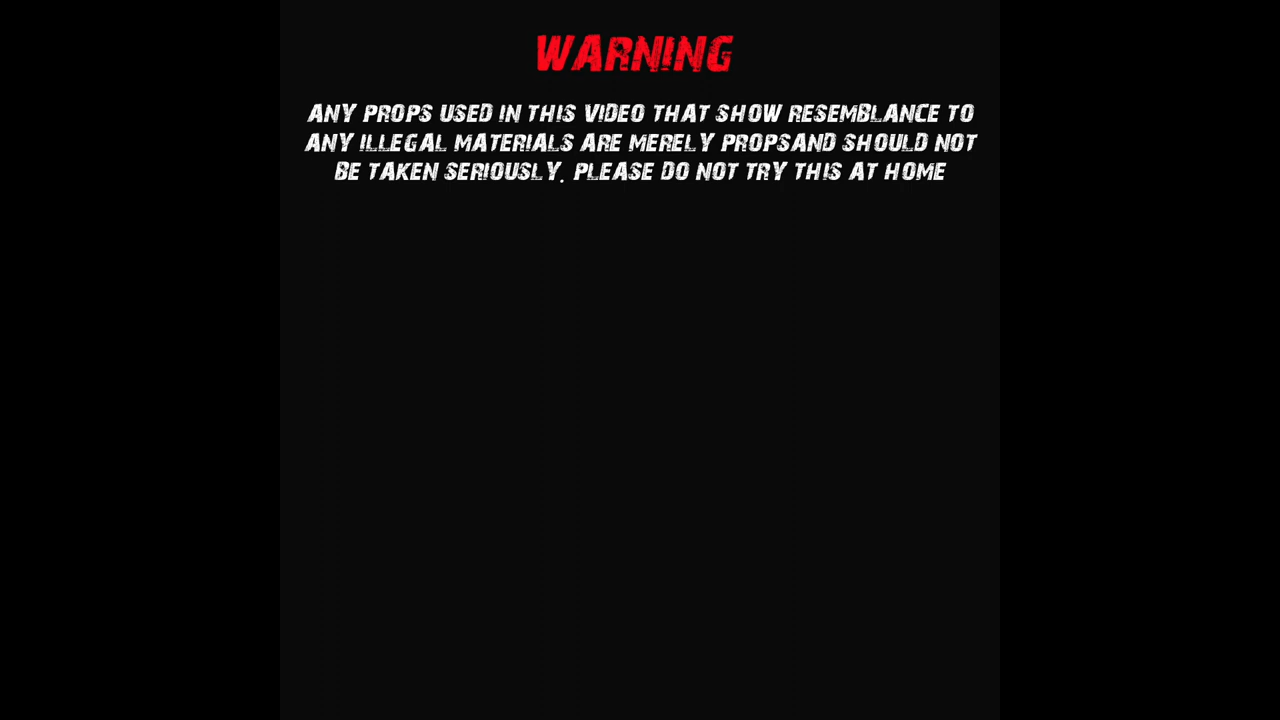 WARNING
ANY PROPS USED IN THIS VIDEO THAT SHOW RESEMBLANCE TO
ANY ILLEGAL MATERIALS ARE MERELY PROPSAND SHOULD NOT
BE TAKEN SERIOUSLY. PLEASE DO NOT TRY THIS AT HOME